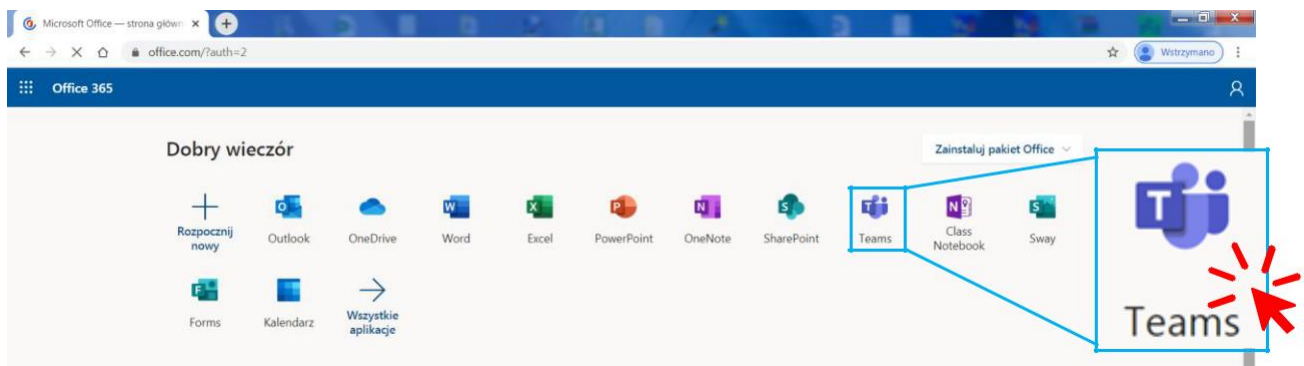 Microsoft Office — strona główn
office.com/?auth=2
Wstrzymano
Office 365
Dobry wieczór
Zainstaluj pakiet Office
Rozpocznij
nowy
Outlook
OneDrive
Word
Excel
PowerPoint
OneNote
SharePoint
Teams
Class
Notebook
Sway
Forms
Kalendarz
Wszystkie
aplikacje
Teams